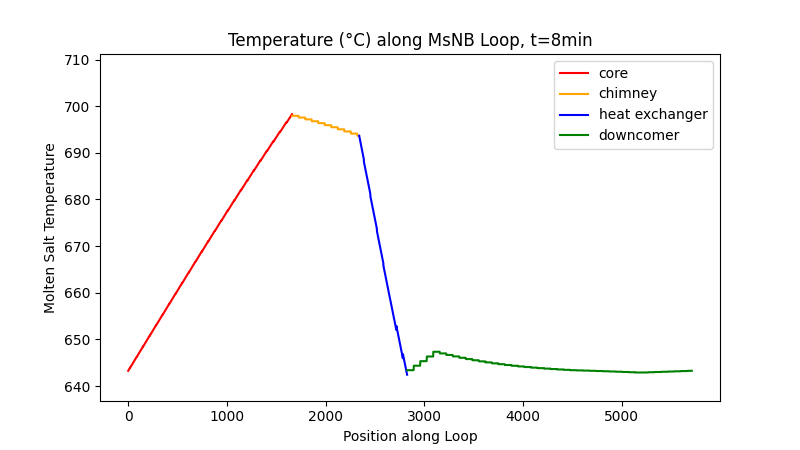 Temperature (°C) along MsNB Loop, t=8min
Molten Salt Temperature
710
700
690
680
670
660
650
640
core
chimney
heat exchanger
downcomer
0 1000 2000 3000 4000 5000
Position along Loop